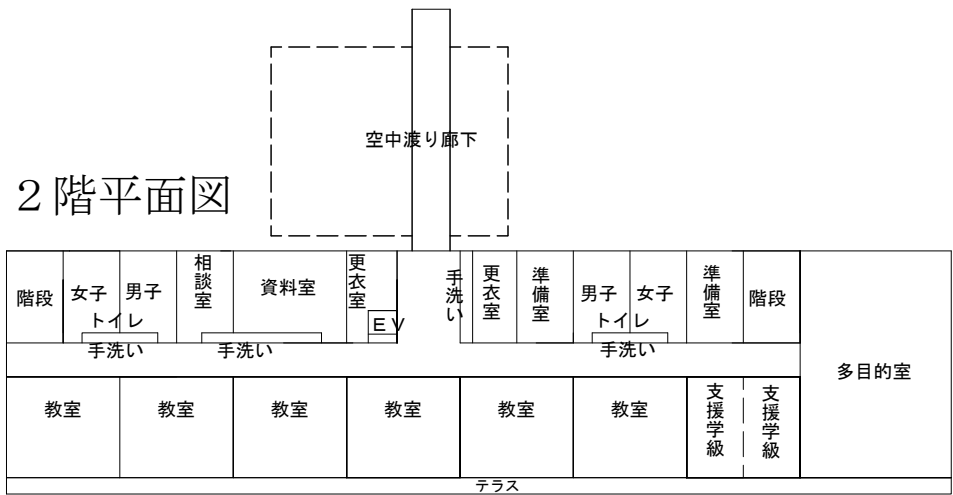 空中渡り廊下
２階平面図
階段
女子
男子
トイレ
手洗い
相談室
資料室
手洗い
更衣室
ＥＶ
手洗い
更衣室
準備室
男子
女子
トイレ
手洗い
準備室
階段
多目的室
教室
教室
教室
教室
教室
教室
支援学級
支援学級
テラス